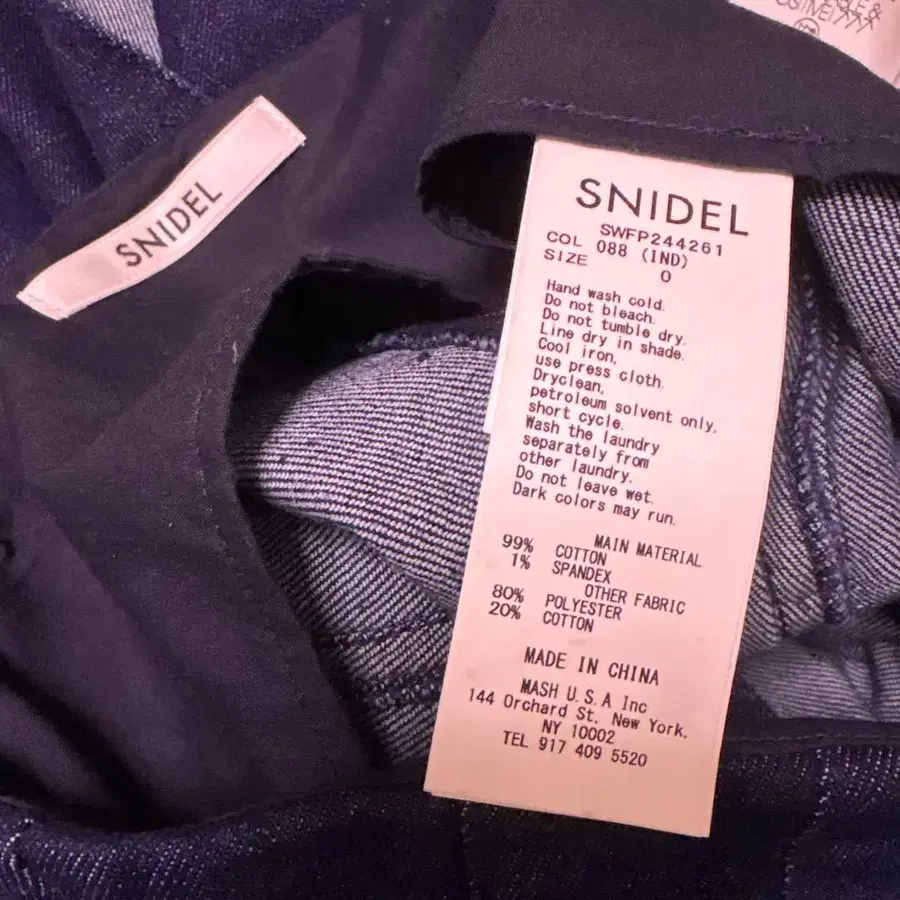 SNIDEL
SNIDEL
SWFP244261
COL 088 (IND)
SIZE 0
Hand wash cold.
Do not bleach.
Do not tumble dry.
Line dry in shade.
Cool iron,
use press cloth.
Dryclean,
petroleum solvent only,
short cycle.
Wash the laundry
separately from
other laundry.
Do not leave wet.
Dark colors may run.
MAIN MATERIAL
99% COTTON
1% SPANDEX
OTHER FABRIC
80% POLYESTER
20% COTTON
MADE IN CHINA
MASH U.S.A Inc
144 Orchard St, New York.
NY 10002
TEL 917 409 5520